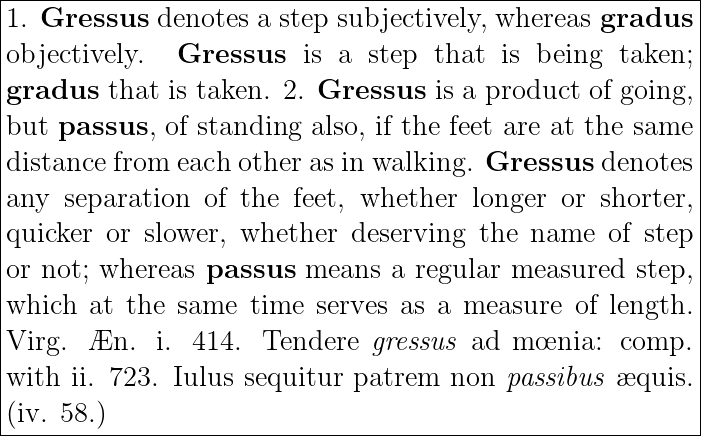 1. Gressus denotes a step subjectively, whereas gradus
objectively. Gressus is a step that is being taken;
gradus that is taken. 2. Gressus is a product of going,
but passus, of standing also, if the feet are at the same
distance from each other as in walking. Gressus denotes
any separation of the feet, whether longer or shorter,
quicker or slower, whether deserving the name of step
or not; whereas passus means a regular measured step,
which at the same time serves as a measure of length.
Virg. Æn. i. 414. Tendere gressus ad mœnia: comp.
with ii. 723. Iulus sequitur patrem non passibus æquis.
(iv. 58.)